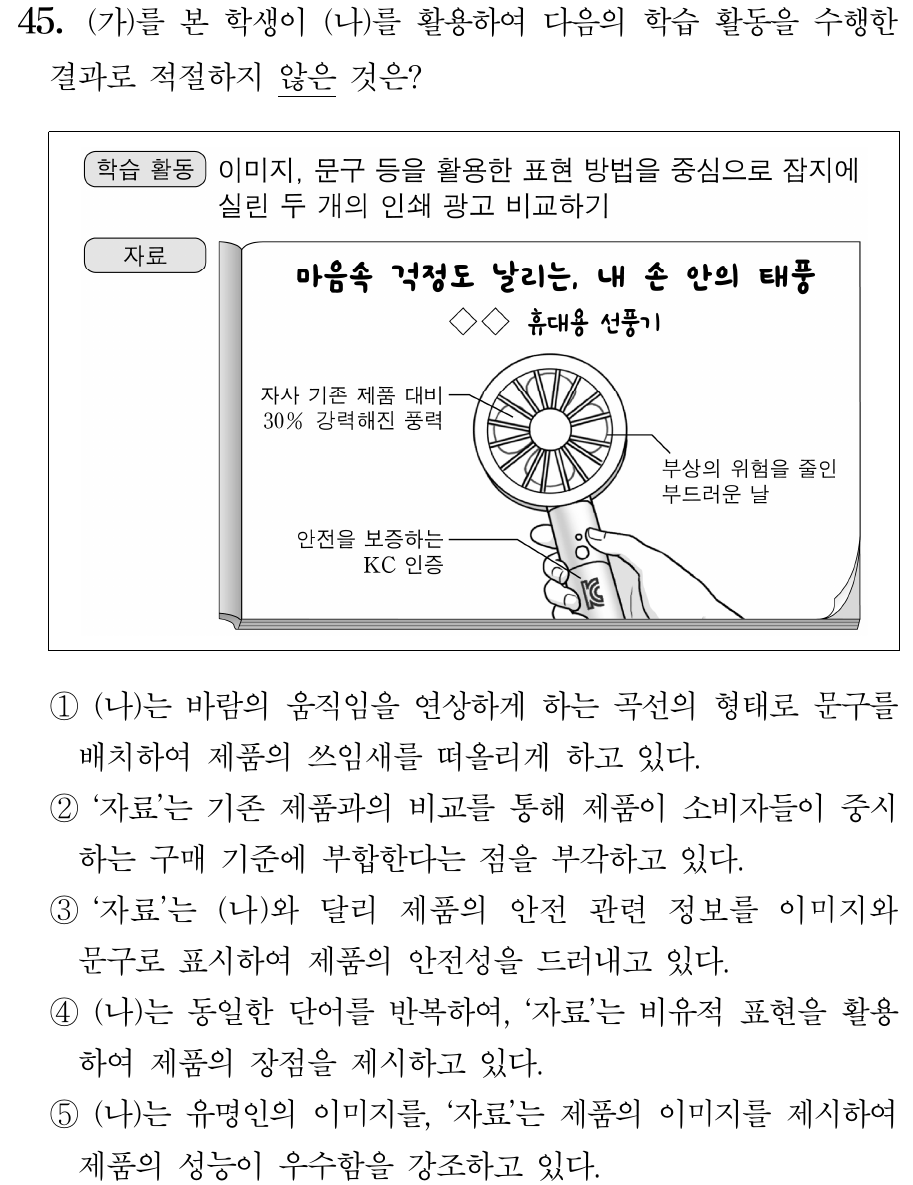 45. (가)를 본 학생이 (나)를 활용하여 다음의 학습 활동을 수행한
결과로 적절하지 않은 것은?
학습 활동 이미지, 문구 등을 활용한 표현 방법을 중심으로 잡지에
실린 두 개의 인쇄 광고 비교하기
자료
마음속 걱정도 날리는, 내 손 안의 태풍
◇◇ 휴대용 선풍기
자사 기존 제품 대비
30% 강력해진 풍력
부상의 위험을 줄인
부드러운 날
안전을 보증하는
KC 인증
KC
① (나)는 바람의 움직임을 연상하게 하는 곡선의 형태로 문구를
배치하여 제품의 쓰임새를 떠올리게 하고 있다.
② ‘자료’는 기존 제품과의 비교를 통해 제품이 소비자들이 중시
하는 구매 기준에 부합한다는 점을 부각하고 있다.
③ ‘자료’는 (나)와 달리 제품의 안전 관련 정보를 이미지와
문구로 표시하여 제품의 안전성을 드러내고 있다.
④ (나)는 동일한 단어를 반복하여, ‘자료’는 비유적 표현을 활용
하여 제품의 장점을 제시하고 있다.
⑤ (나)는 유명인의 이미지를, ‘자료’는 제품의 이미지를 제시하여
제품의 성능이 우수함을 강조하고 있다.